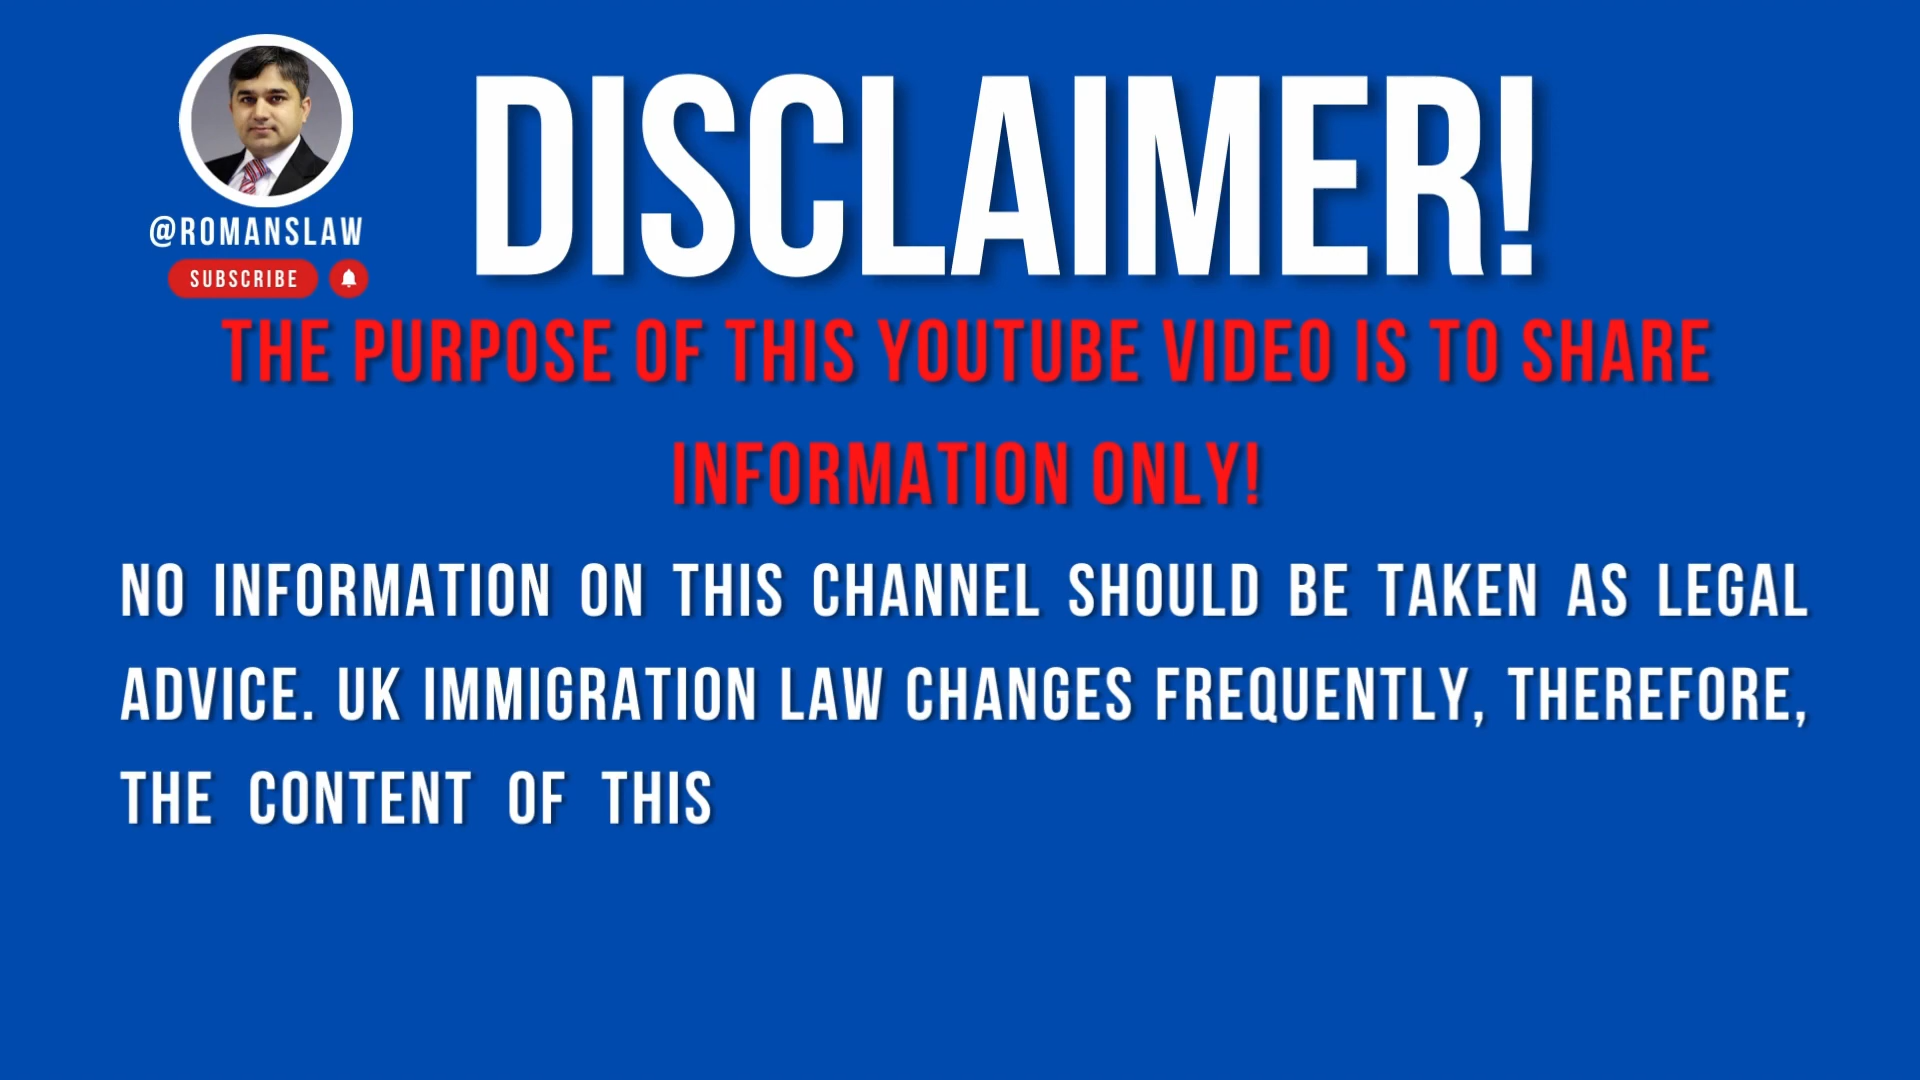 @ROMANSLAW
SUBSCRIBE
DISCLAIMER!
THE PURPOSE OF THIS YOUTUBE VIDEO IS TO SHARE
INFORMATION ONLY!
NO INFORMATION ON THIS CHANNEL SHOULD BE TAKEN AS LEGAL
ADVICE. UK IMMIGRATION LAW CHANGES FREQUENTLY, THEREFORE,
THE CONTENT OF THIS